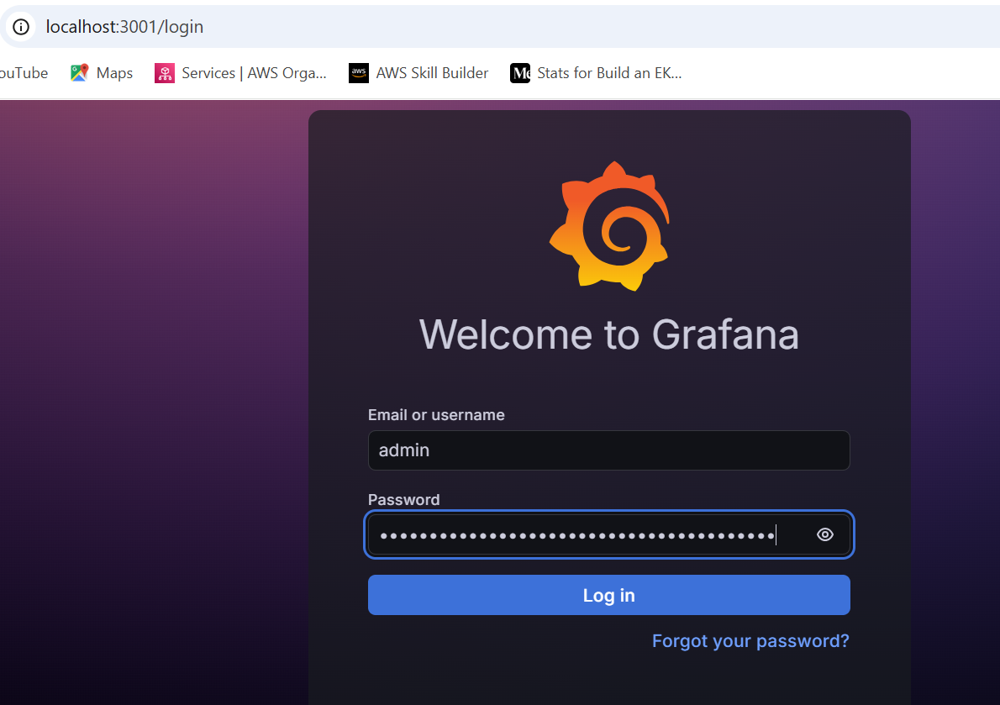 localhost:3001/login
ouTube Maps Services | AWS Orga... aws AWS Skill Builder Stats for Build an EK...
Welcome to Grafana
Email or username
admin
Password
••••••••••••••••••••••••••••••••••••••••
Log in
Forgot your password?